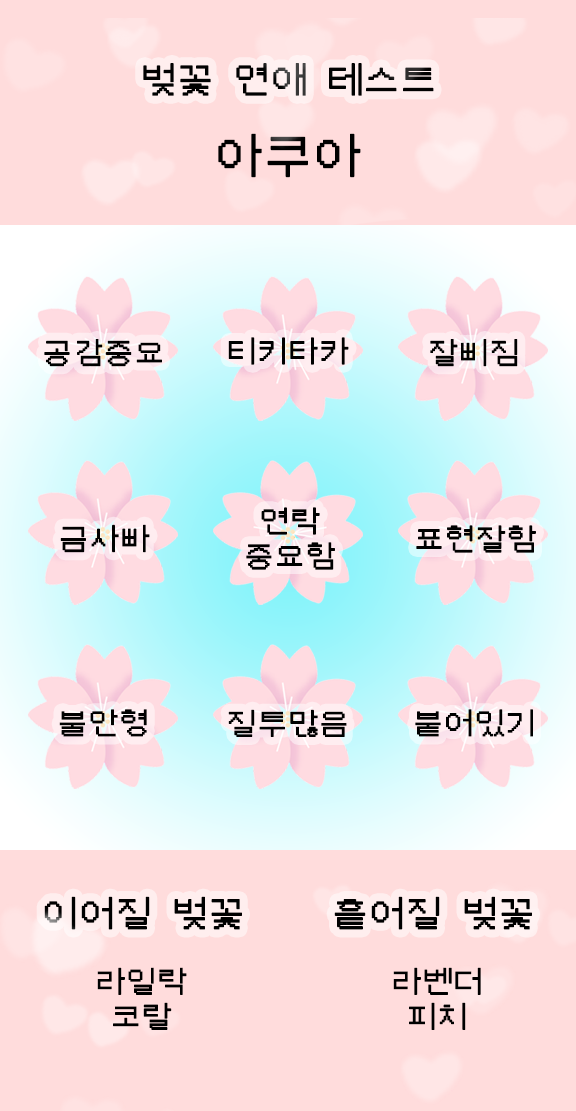 벚꽃 연애 테스트
아쿠아
공감중요 티키타카 잘삐짐
금사빠 연락 중요함 표현잘함
불안형 질투많음 붙어있기
이어질 벚꽃
라일락
코랄
흩어질 벚꽃
라벤더
피치